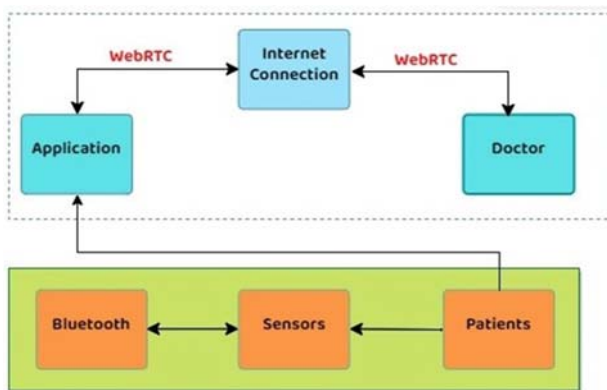 WebRTC
Internet
Connection
WebRTC
Application
Doctor
Bluetooth
Sensors
Patients